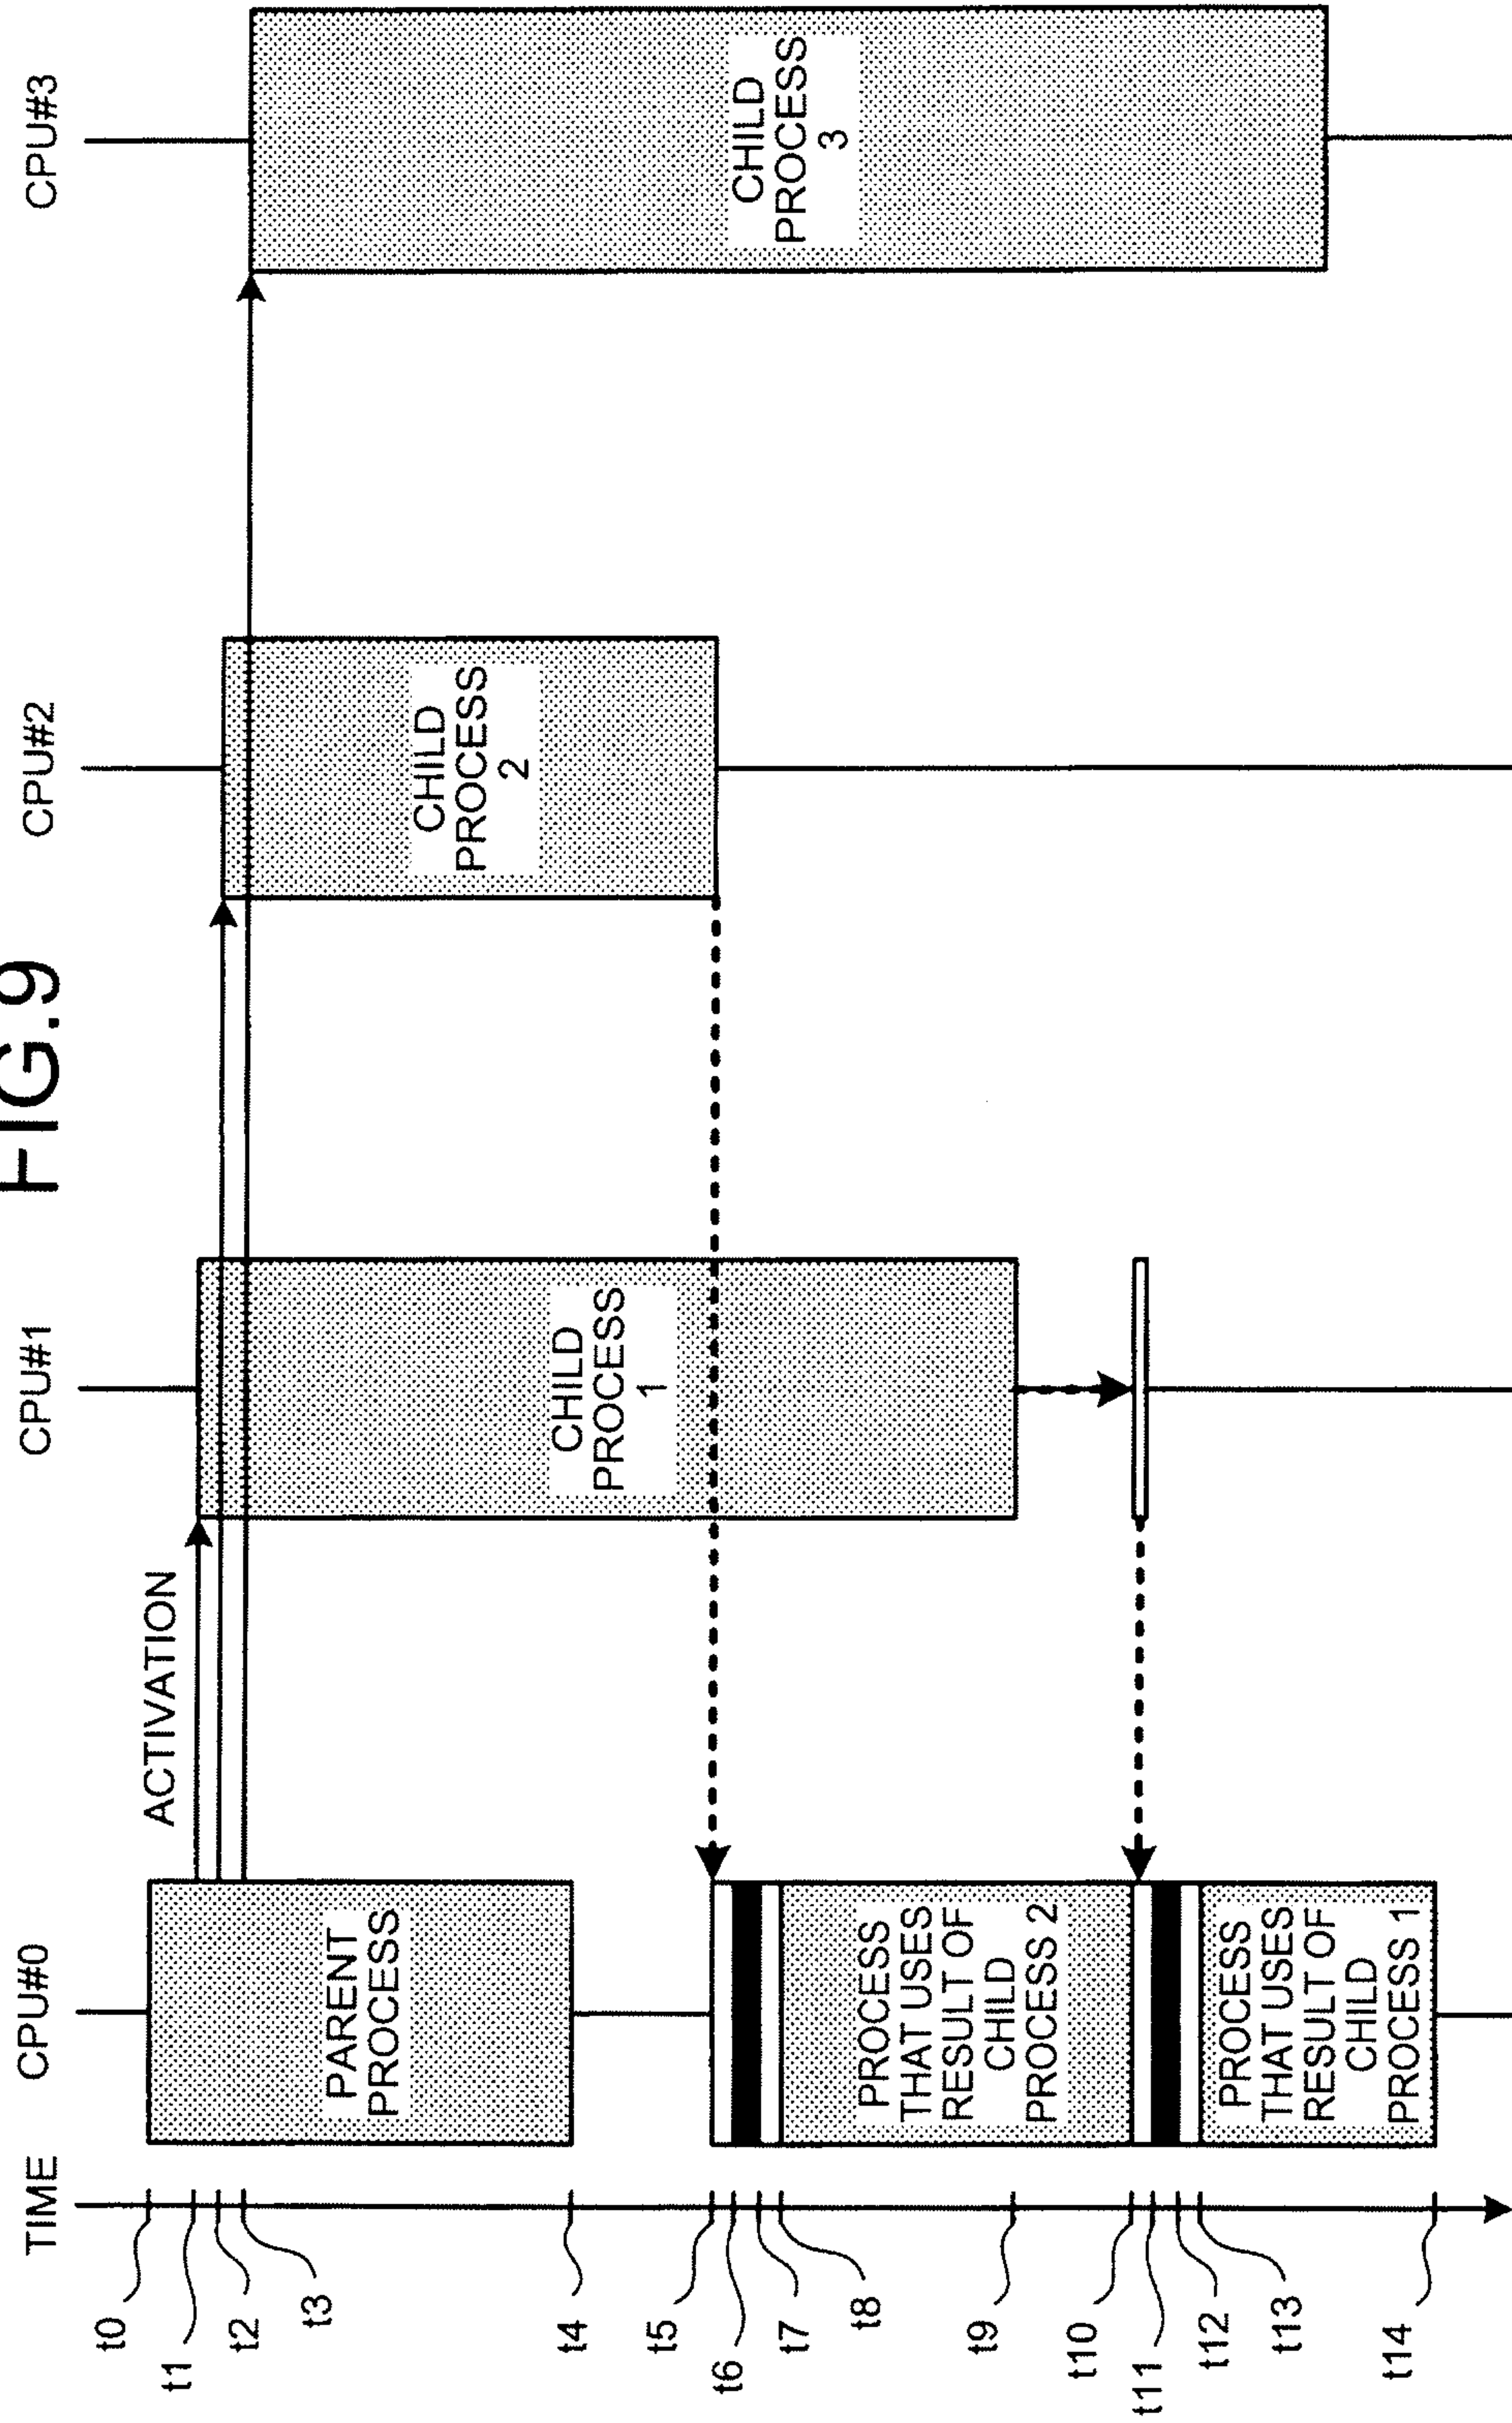 FIG.9
TIME
CPU#0
CPU#1
CPU#2
CPU#3
ACTIVATION
PARENT
PROCESS
CHILD
PROCESS
1
CHILD
PROCESS
2
CHILD
PROCESS
3
PROCESS
THAT USES
RESULT OF
CHILD
PROCESS 2
PROCESS
THAT USES
RESULT OF
CHILD
PROCESS 1
t0
t1
t2
t3
t4
t5
t6
t7
t8
t9
t10
t11
t12
t13
t14